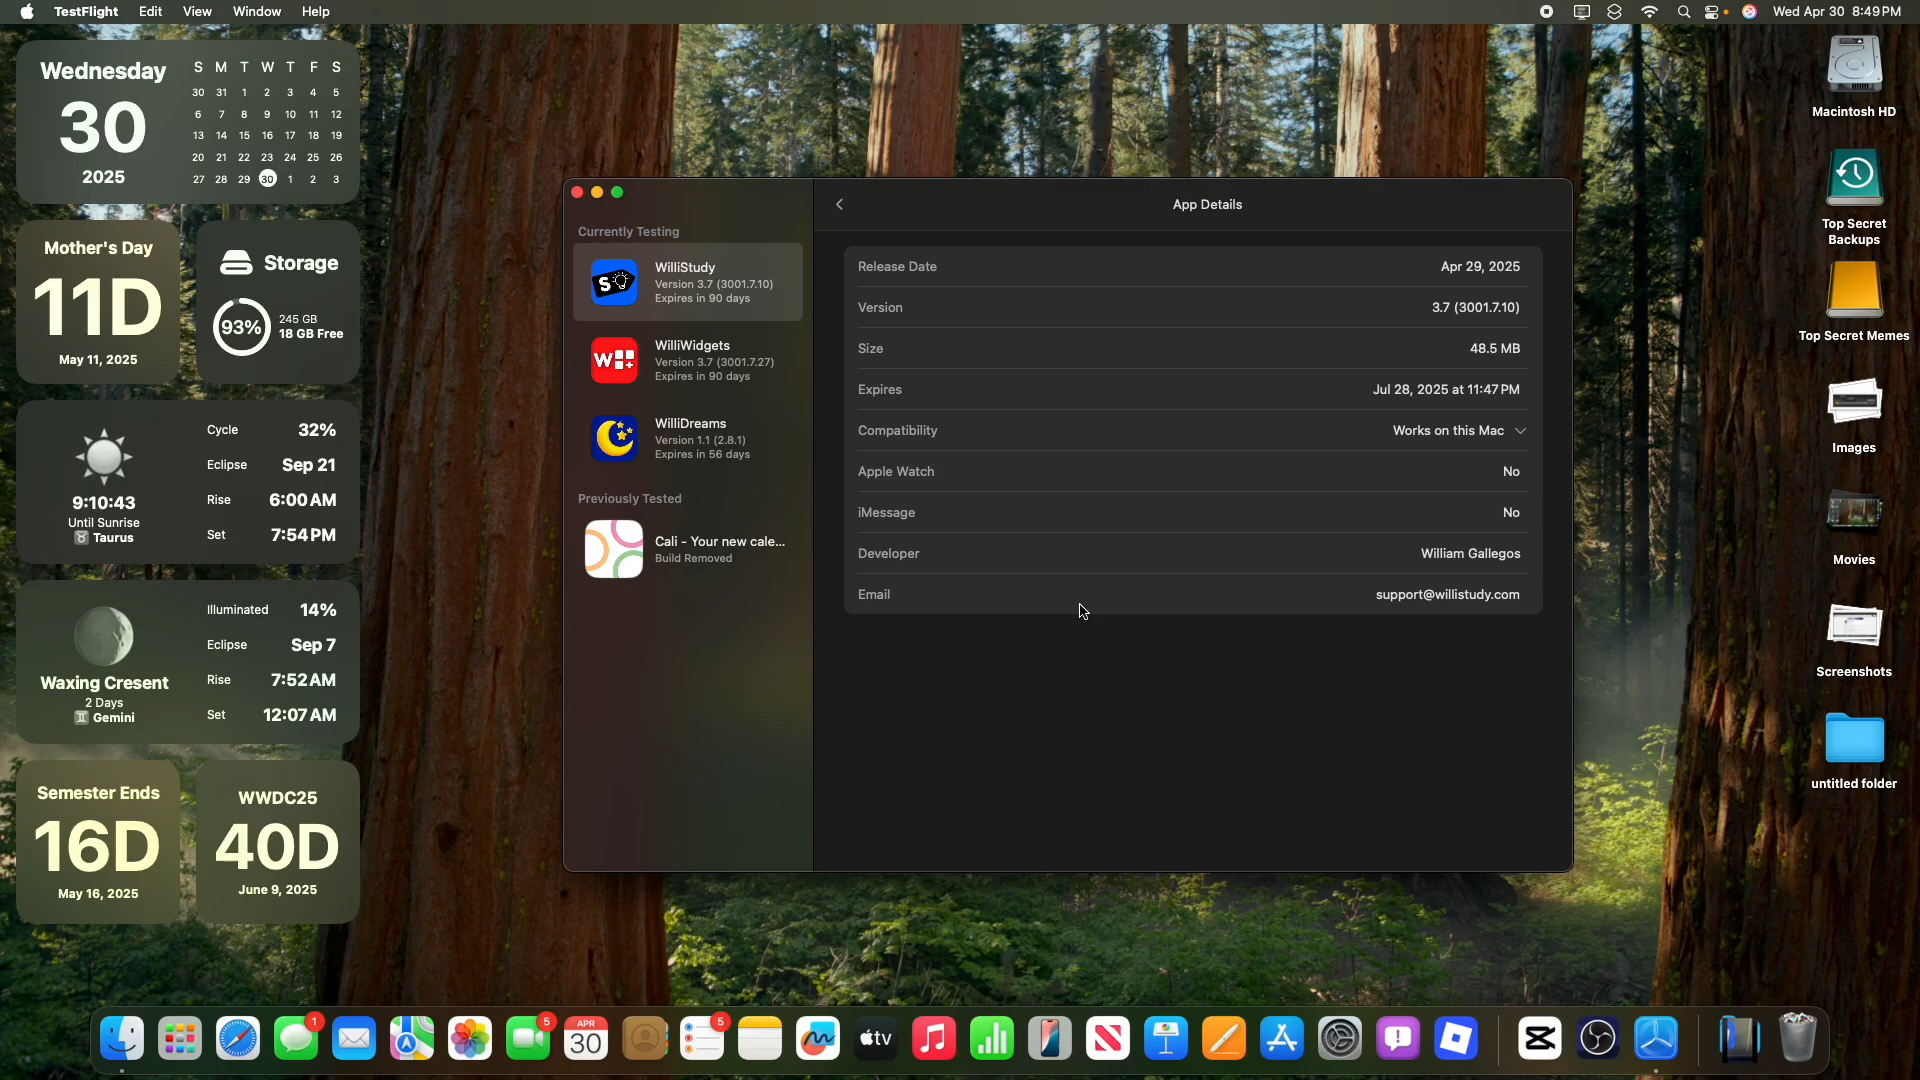 TestFlight Edit View Window Help
Wed Apr 30 8:49 PM
Wednesday
30
2025
S M T W T F S
30 31 1 2 3 4 5
6 7 8 9 10 11 12
13 14 15 16 17 18 19
20 21 22 23 24 25 26
27 28 29 30 1 2 3
Mother's Day
11D
May 11, 2025
Storage
93%
245 GB
18 GB Free
9:10:43
Until Sunrise
Taurus
Cycle 32%
Eclipse Sep 21
Rise 6:00 AM
Set 7:54 PM
Waxing Cresent
2 Days
Gemini
Illuminated 14%
Eclipse Sep 7
Rise 7:52 AM
Set 12:07 AM
Semester Ends
16D
May 16, 2025
WWDC25
40D
June 9, 2025
Currently Testing
WilliStudy
Version 3.7 (3001.7.10)
Expires in 90 days
WilliWidgets
Version 3.7 (3001.7.27)
Expires in 90 days
WilliDreams
Version 1.1 (2.8.1)
Expires in 56 days
Previously Tested
Cali - Your new cale...
Build Removed
App Details
Release Date Apr 29, 2025
Version 3.7 (3001.7.10)
Size 48.5 MB
Expires Jul 28, 2025 at 11:47 PM
Compatibility Works on this Mac
Apple Watch No
iMessage No
Developer William Gallegos
Email support@willistudy.com
Macintosh HD
Top Secret
Backups
Top Secret Memes
Images
Movies
Screenshots
untitled folder
1
5
APR
30
5
tv